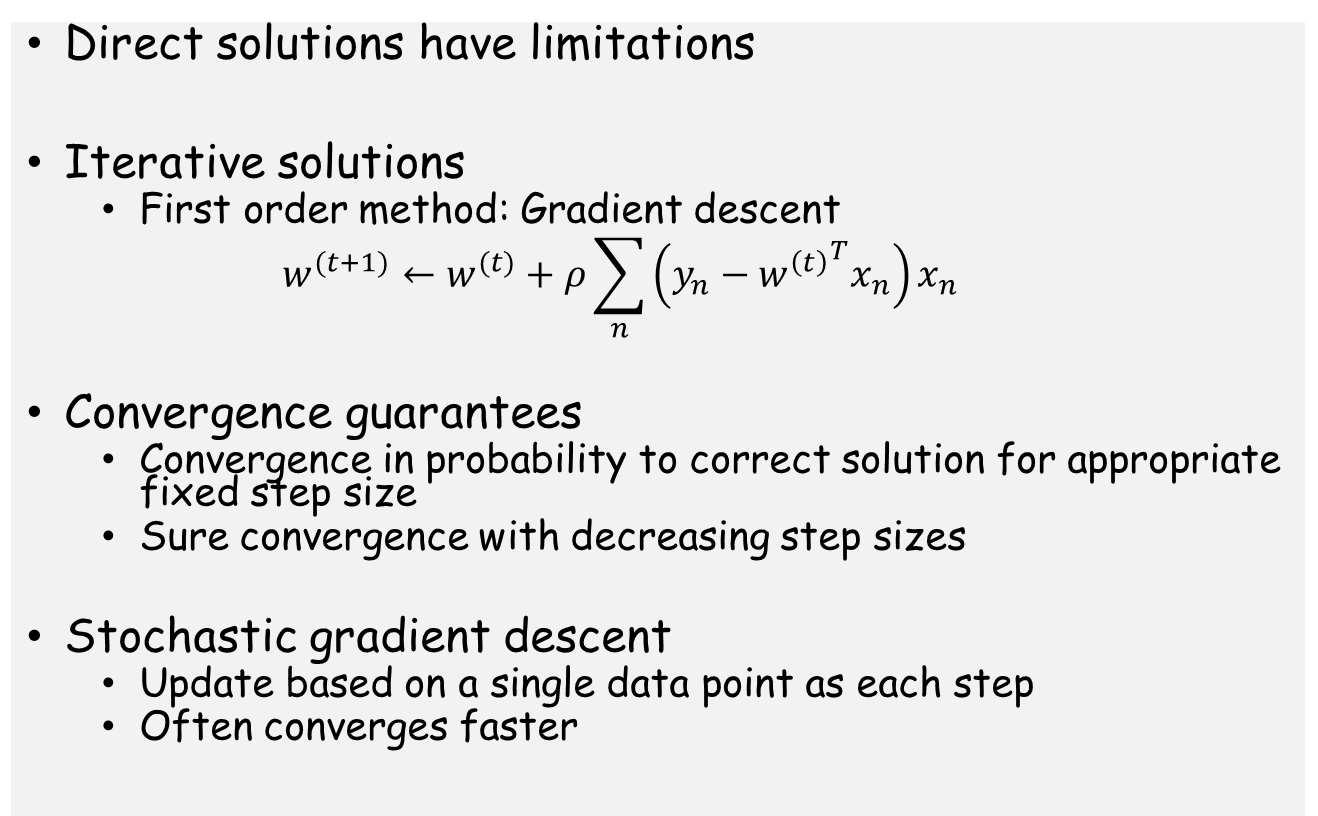 • Direct solutions have limitations
• Iterative solutions
• First order method: Gradient descent
w^{(t+1)} ← w^{(t)} + ρ ∑_n (y_n − w^{(t)^T} x_n) x_n
• Convergence guarantees
• Convergence in probability to correct solution for appropriate
fixed step size
• Sure convergence with decreasing step sizes
• Stochastic gradient descent
• Update based on a single data point as each step
• Often converges faster